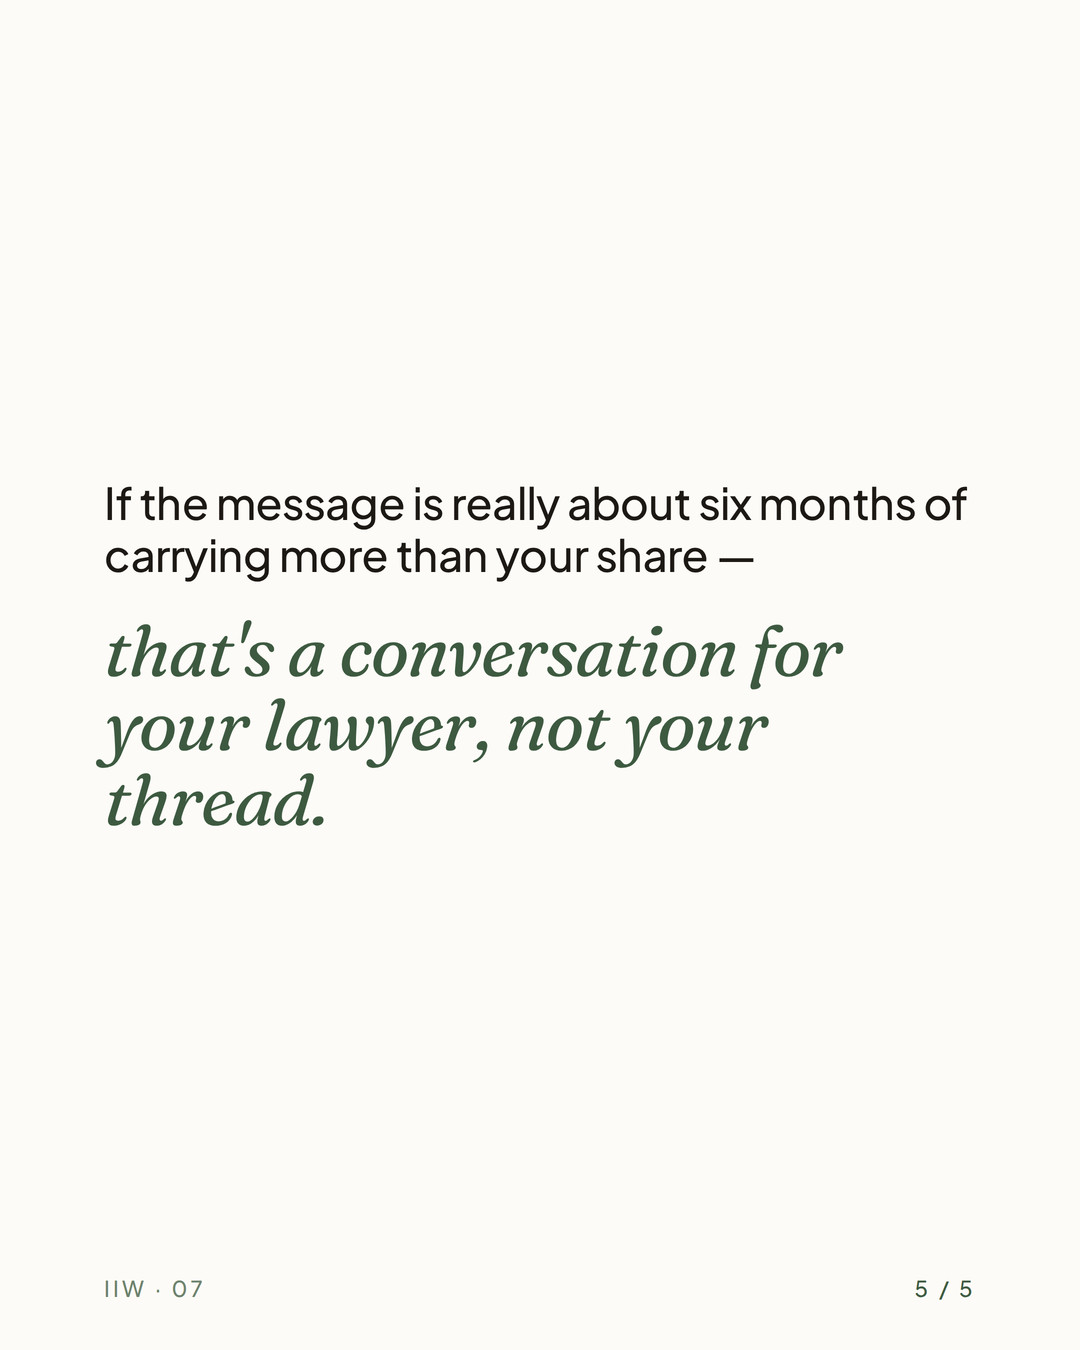 If the message is really about six months of
carrying more than your share —
that's a conversation for
your lawyer, not your
thread.
IIW · 07
5 / 5